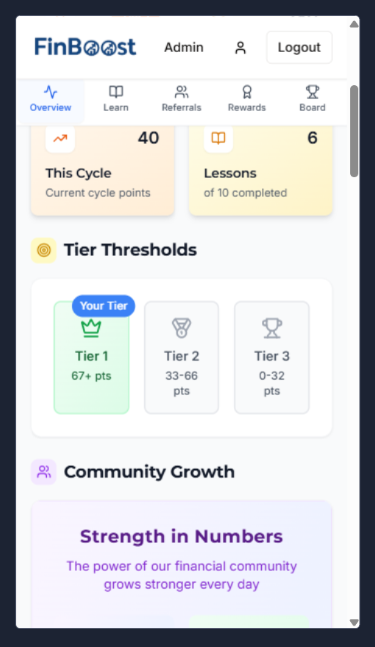 FinBoost
Admin
Logout
Overview
Learn
Referrals
Rewards
Board
40
This Cycle
Current cycle points
6
Lessons
of 10 completed
Tier Thresholds
Your Tier
Tier 1
67+ pts
Tier 2
33-66
pts
Tier 3
0-32
pts
Community Growth
Strength in Numbers
The power of our financial community
grows stronger every day